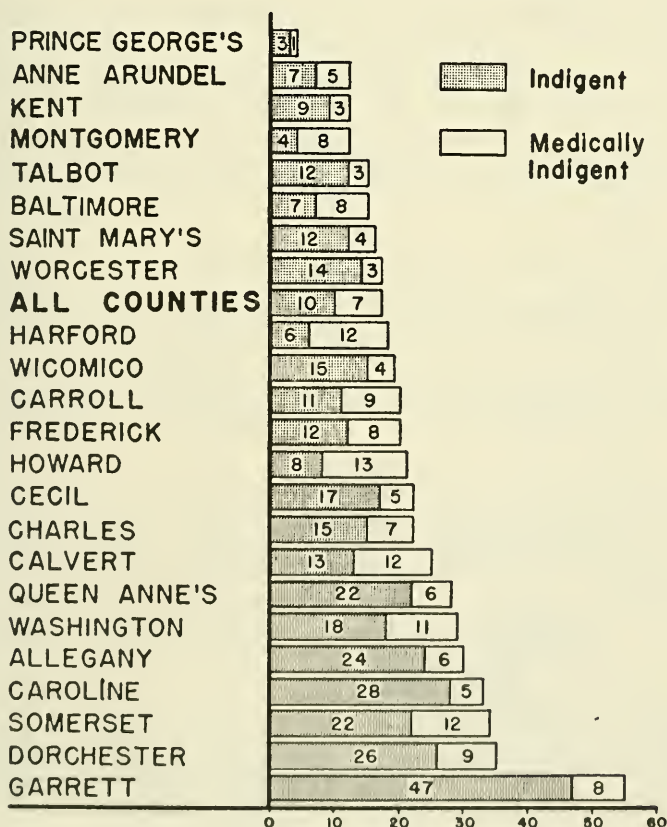 PRINCE GEORGE'S 3 1
ANNE ARUNDEL 7 5
KENT 9 3
MONTGOMERY 4 8
TALBOT 12 3
BALTIMORE 7 8
SAINT MARY'S 12 4
WORCESTER 14 3
ALL COUNTIES 10 7
HARFORD 6 12
WICOMICO 15 4
CARROLL 11 9
FREDERICK 12 8
HOWARD 8 13
CECIL 17 5
CHARLES 15 7
CALVERT 13 12
QUEEN ANNE'S 22 6
WASHINGTON 18 11
ALLEGANY 24 6
CAROLINE 28 5
SOMERSET 22 12
DORCHESTER 26 9
GARRETT 47 8
0 10 20 30 40 50 60
Indigent
Medically
Indigent